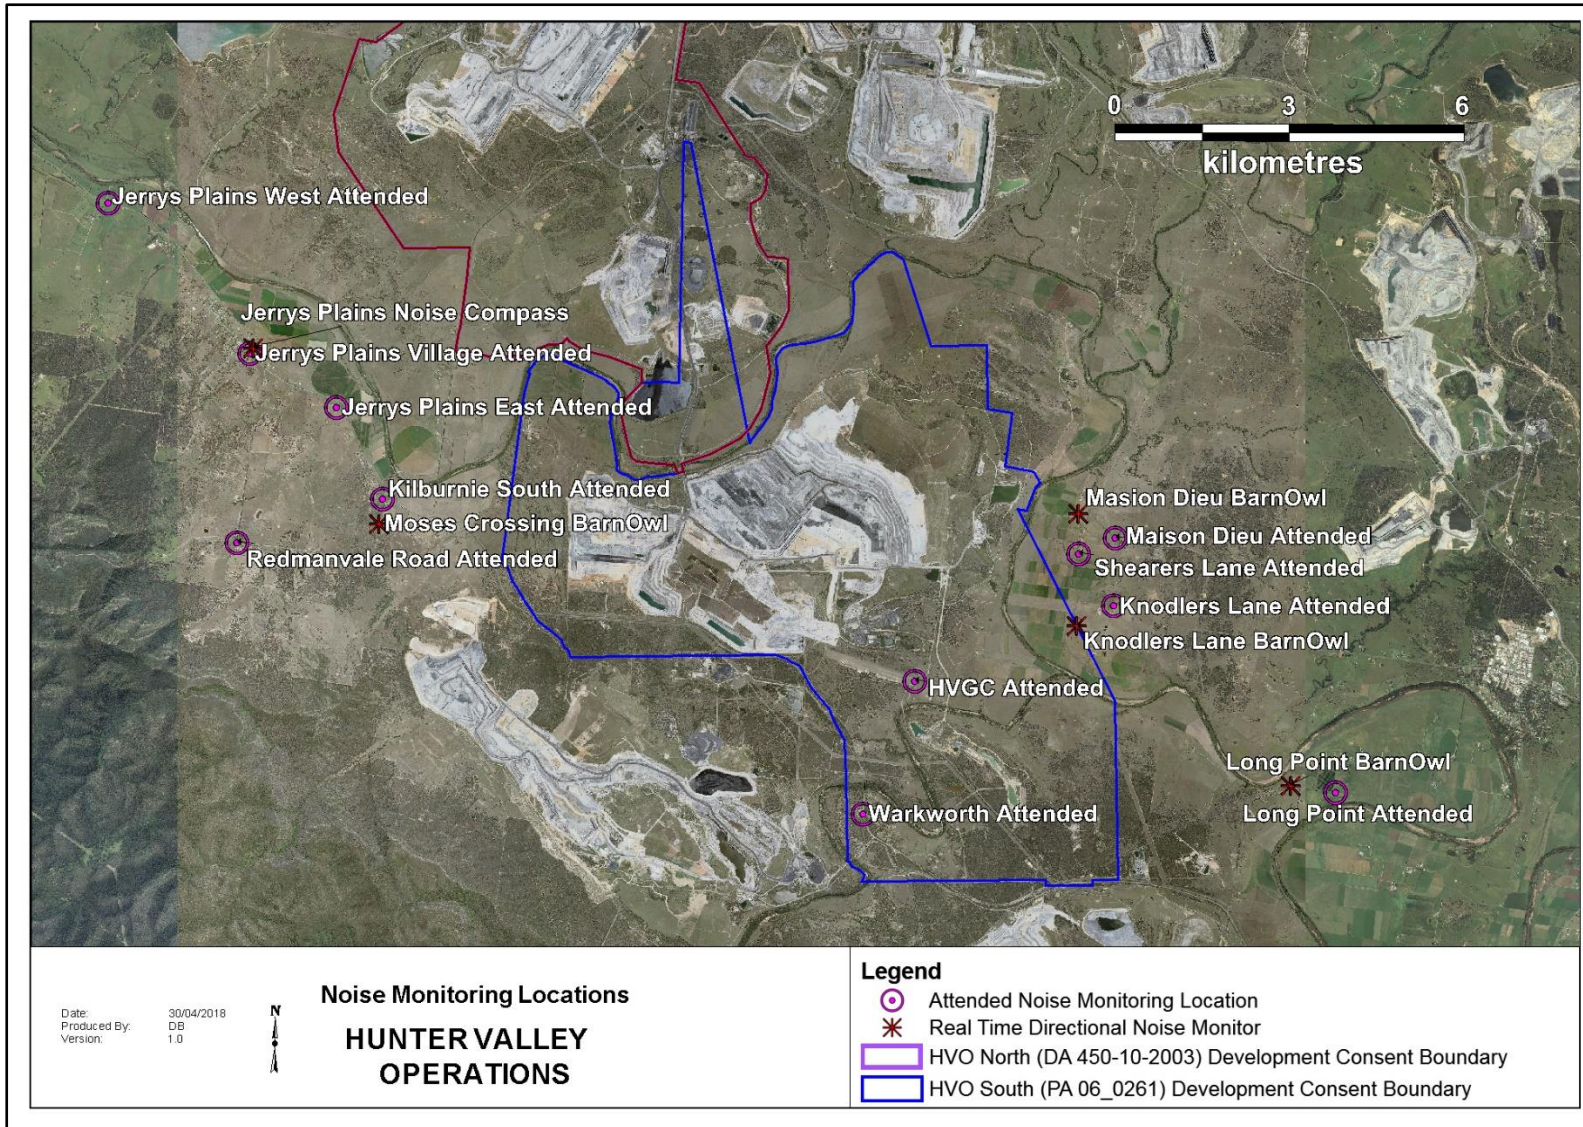 0 3 6
kilometres
Jerrys Plains West Attended
Jerrys Plains Noise Compass
Jerrys Plains Village Attended
Jerrys Plains East Attended
Kilburnie South Attended
Moses Crossing BarnOwl
Redmanvale Road Attended
Masion Dieu BarnOwl
Maison Dieu Attended
Shearers Lane Attended
Knodlers Lane Attended
Knodlers Lane BarnOwl
HVGC Attended
Long Point BarnOwl
Long Point Attended
Warkworth Attended
Date: 30/04/2018
Produced By: DB
Version: 1.0
N
Noise Monitoring Locations
HUNTER VALLEY
OPERATIONS
Legend
Attended Noise Monitoring Location
Real Time Directional Noise Monitor
HVO North (DA 450-10-2003) Development Consent Boundary
HVO South (PA 06_0261) Development Consent Boundary